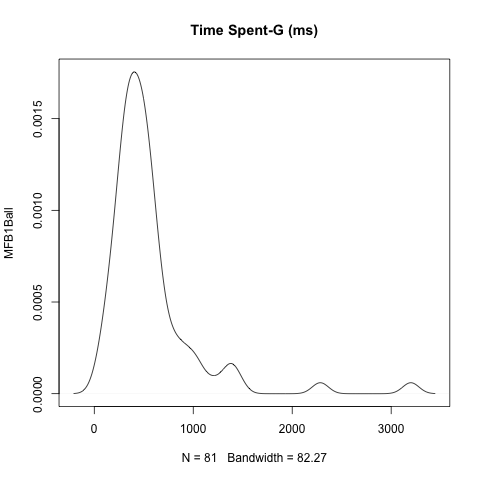 Time Spent-G (ms)
MFB1Ball
0.0015
0.0010
0.0005
0.0000
0 1000 2000 3000
N = 81 Bandwidth = 82.27